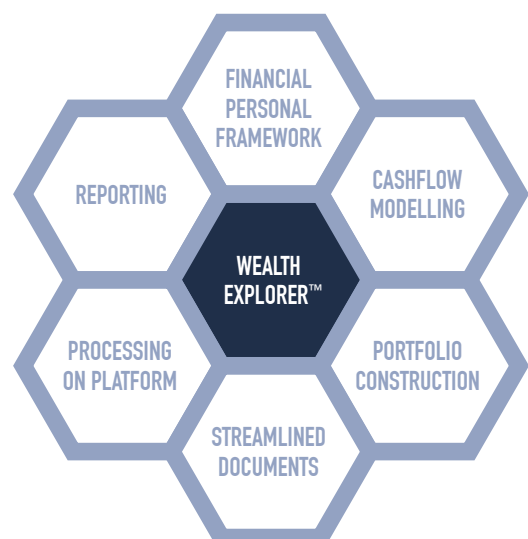 FINANCIAL
PERSONAL
FRAMEWORK
REPORTING
CASHFLOW
MODELLING
WEALTH
EXPLORER™
PROCESSING
ON PLATFORM
PORTFOLIO
CONSTRUCTION
STREAMLINED
DOCUMENTS